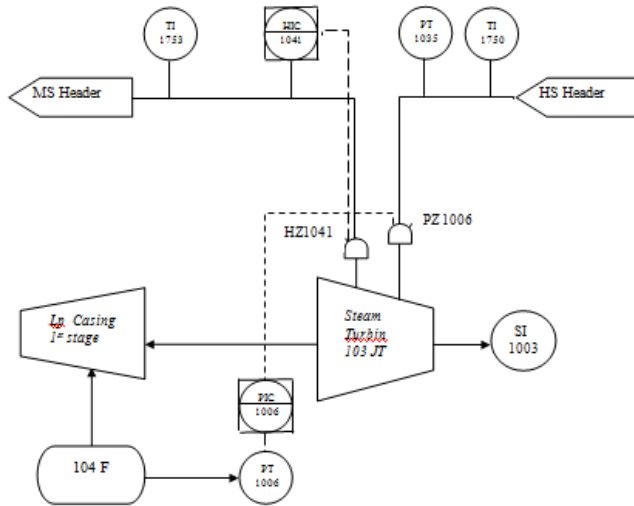 TI
1753
HIC
1041
PT
1035
TI
1750
MS Header
HS Header
HZ1041
PZ 1006
Lp Casing
1st stage
Steam
Turbin
103 JT
SI
1003
PIC
1006
104 F
PT
1006